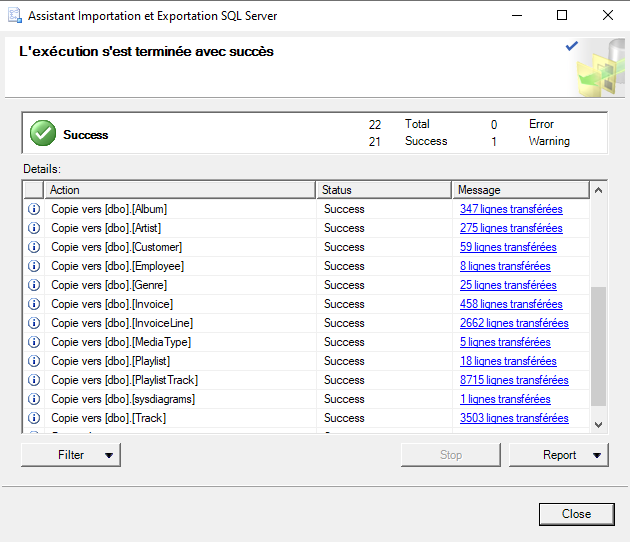 Assistant Importation et Exportation SQL Server
L'exécution s'est terminée avec succès
Success
22 Total 0 Error
21 Success 1 Warning
Details:
Action Status Message
Copie vers [dbo].[Album] Success 347 lignes transférées
Copie vers [dbo].[Artist] Success 275 lignes transférées
Copie vers [dbo].[Customer] Success 59 lignes transférées
Copie vers [dbo].[Employee] Success 8 lignes transférées
Copie vers [dbo].[Genre] Success 25 lignes transférées
Copie vers [dbo].[Invoice] Success 458 lignes transférées
Copie vers [dbo].[InvoiceLine] Success 2662 lignes transférées
Copie vers [dbo].[MediaType] Success 5 lignes transférées
Copie vers [dbo].[Playlist] Success 18 lignes transférées
Copie vers [dbo].[PlaylistTrack] Success 8715 lignes transférées
Copie vers [dbo].[sysdiagrams] Success 1 lignes transférées
Copie vers [dbo].[Track] Success 3503 lignes transférées
Filter Stop Report
Close